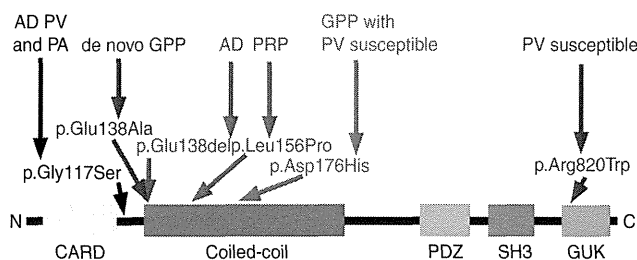 AD PV
and PA
de novo GPP
AD PRP
GPP with
PV susceptible
PV susceptible
p.Glu138Ala
p.Glu138delp.Leu156Pro
p.Gly117Ser
p.Asp176His
p.Arg820Trp
N
C
CARD
Coiled-coil
PDZ
SH3
GUK